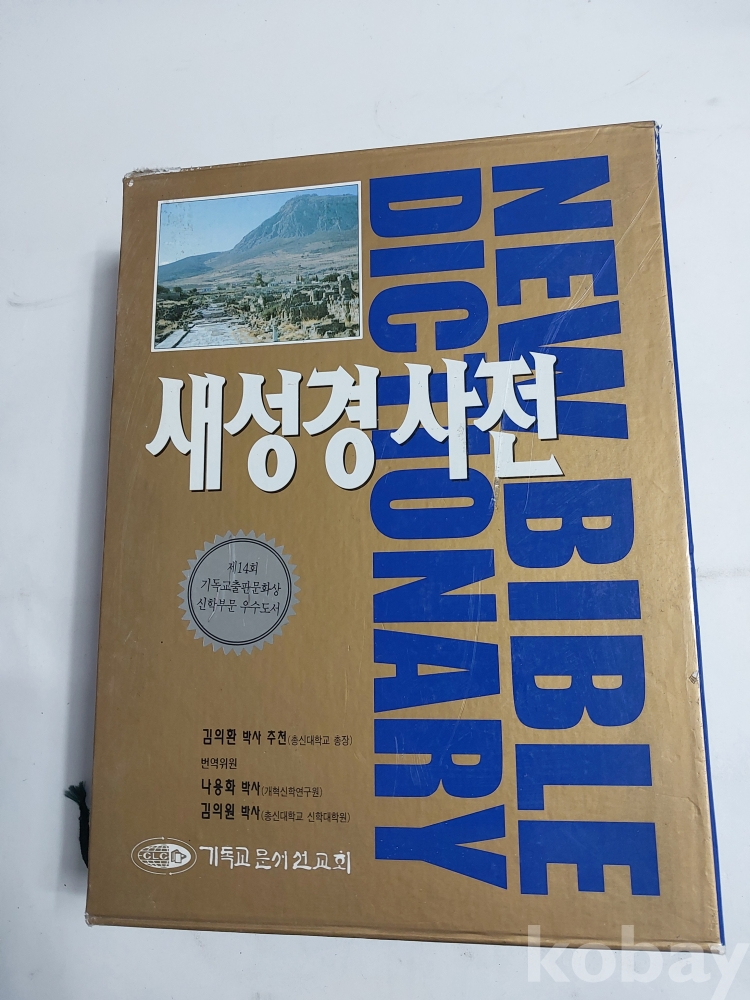 NEW BIBLE
DICTIONARY
새성경사전
제14회
기독교출판문화상
신학부문 우수도서
김의환 박사 추천(총신대학교 총장)
번역위원
나용화 박사(개혁신학연구원)
김의원 박사(총신대학교 신학대학원)
CLC 기독교문서선교회
kobay